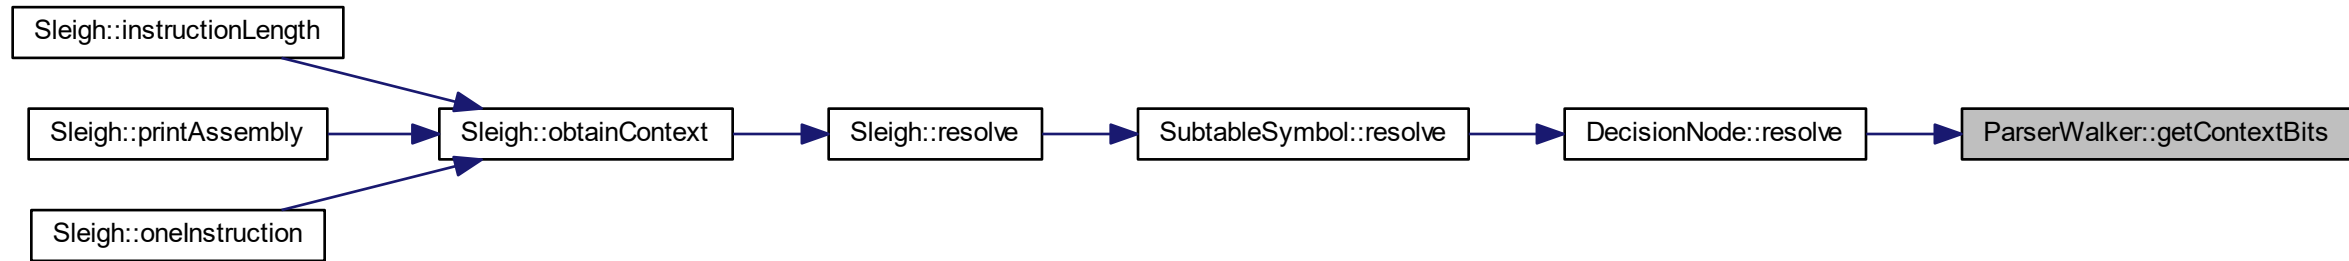 Sleigh::instructionLength
Sleigh::printAssembly
Sleigh::obtainContext
Sleigh::resolve
SubtableSymbol::resolve
DecisionNode::resolve
ParserWalker::getContextBits
Sleigh::oneInstruction